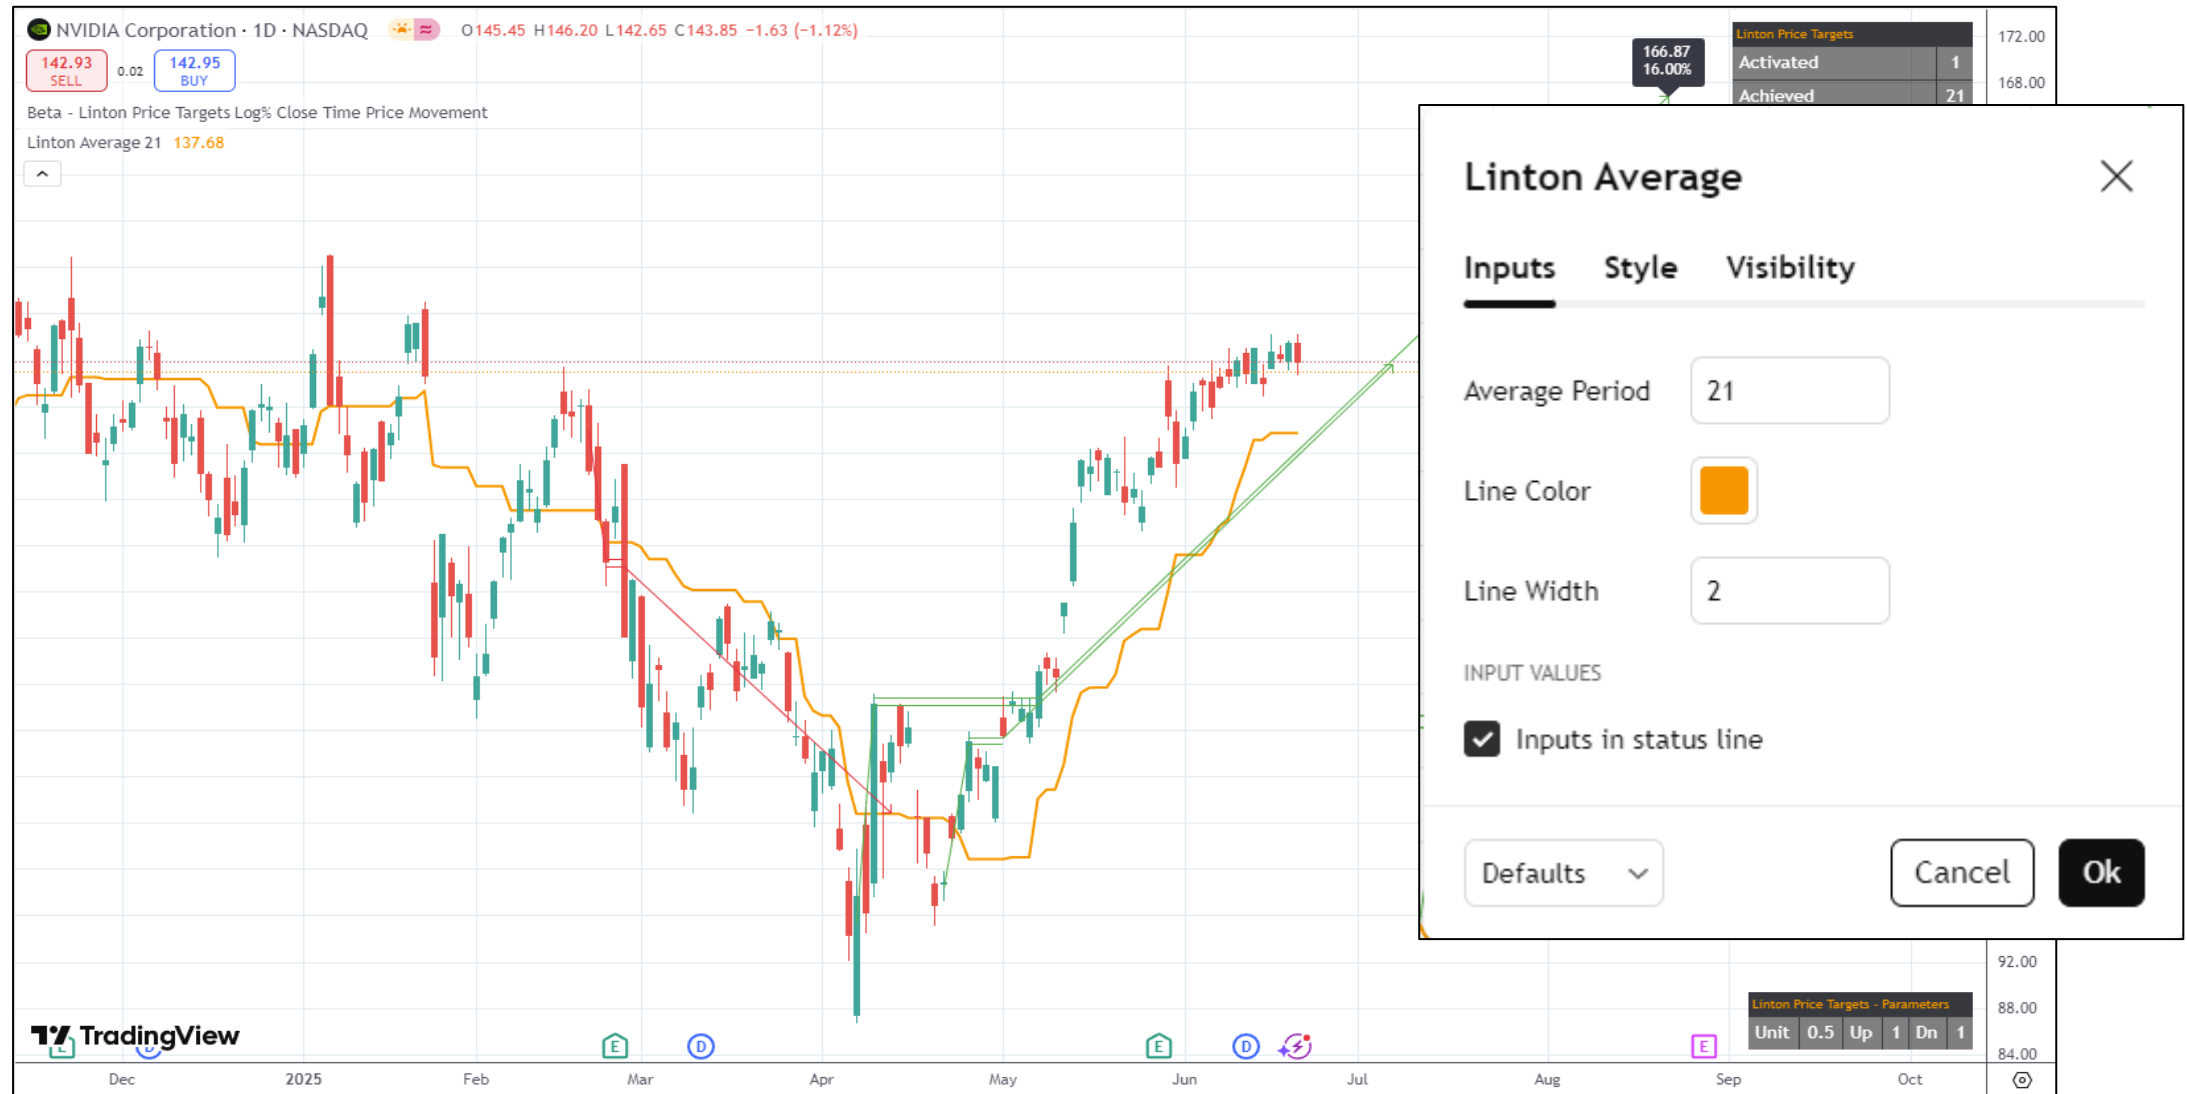 NVIDIA Corporation · 1D · NASDAQ O145.45 H146.20 L142.65 C143.85 −1.63 (−1.12%)
142.93
SELL
0.02
142.95
BUY
Beta - Linton Price Targets Log% Close Time Price Movement
Linton Average 21 137.68
166.87
16.00%
Linton Price Targets
Activated 1
Achieved 21
172.00
168.00
Linton Average
Inputs Style Visibility
Average Period 21
Line Color
Line Width 2
INPUT VALUES
Inputs in status line
Defaults Cancel Ok
92.00
88.00
84.00
Linton Price Targets - Parameters
Unit 0.5 Up 1 Dn 1
TradingView
E D E D E
Dec 2025 Feb Mar Apr May Jun Jul Aug Sep Oct